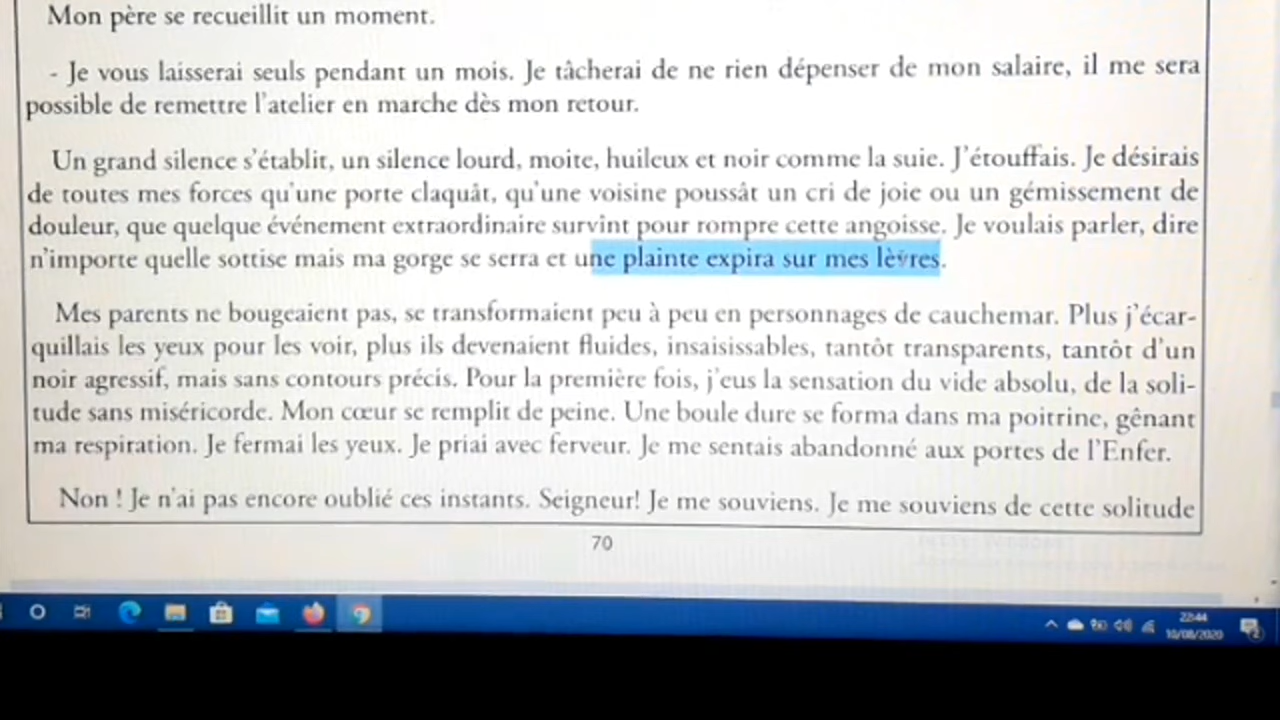 Mon père se recueillit un moment.
- Je vous laisserai seuls pendant un mois. Je tâcherai de ne rien dépenser de mon salaire, il me sera
possible de remettre l'atelier en marche dès mon retour.
Un grand silence s'établit, un silence lourd, moite, huileux et noir comme la suie. J'étouffais. Je désirais
de toutes mes forces qu'une porte claquât, qu'une voisine poussât un cri de joie ou un gémissement de
douleur, que quelque événement extraordinaire survînt pour rompre cette angoisse. Je voulais parler, dire
n'importe quelle sottise mais ma gorge se serra et une plainte expira sur mes lèvres.
Mes parents ne bougeaient pas, se transformaient peu à peu en personnages de cauchemar. Plus j'écar-
quillais les yeux pour les voir, plus ils devenaient fluides, insaisissables, tantôt transparents, tantôt d'un
noir agressif, mais sans contours précis. Pour la première fois, j'eus la sensation du vide absolu, de la soli-
tude sans miséricorde. Mon cœur se remplit de peine. Une boule dure se forma dans ma poitrine, gênant
ma respiration. Je fermai les yeux. Je priai avec ferveur. Je me sentais abandonné aux portes de l'Enfer.
Non ! Je n'ai pas encore oublié ces instants. Seigneur! Je me souviens. Je me souviens de cette solitude
70
22:44
10/08/2020